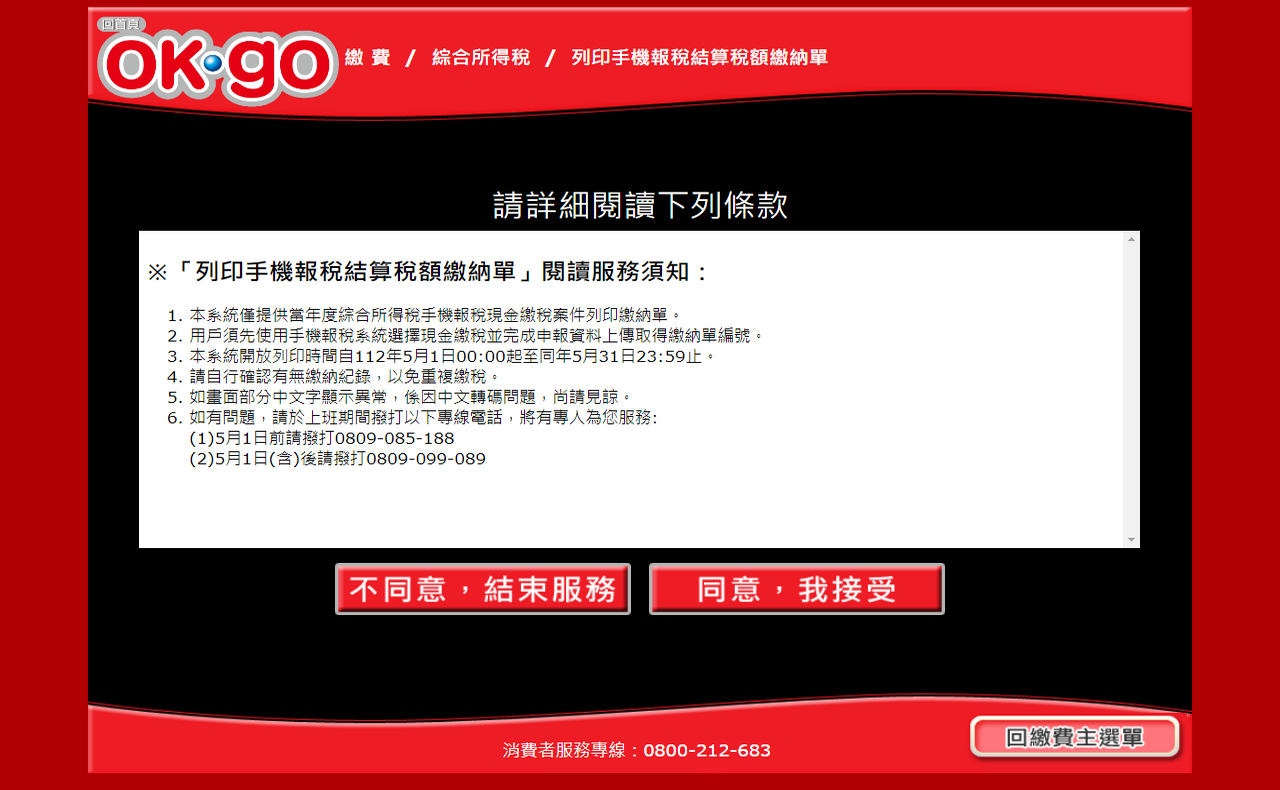 回首頁
OK·go
繳 費 / 綜合所得稅 / 列印手機報稅結算稅額繳納單
請詳細閱讀下列條款
※「列印手機報稅結算稅額繳納單」閱讀服務須知：
1. 本系統僅提供當年度綜合所得稅手機報稅現金繳稅案件列印繳納單。
2. 用戶須先使用手機報稅系統選擇現金繳稅並完成申報資料上傳取得繳納單編號。
3. 本系統開放列印時間自112年5月1日00:00起至同年5月31日23:59止。
4. 請自行確認有無繳納紀錄，以免重複繳稅。
5. 如畫面部分中文字顯示異常，係因中文轉碼問題，尚請見諒。
6. 如有問題，請於上班期間撥打以下專線電話，將有專人為您服務:
(1)5月1日前請撥打0809-085-188
(2)5月1日(含)後請撥打0809-099-089
不同意，結束服務
同意，我接受
消費者服務專線：0800-212-683
回繳費主選單